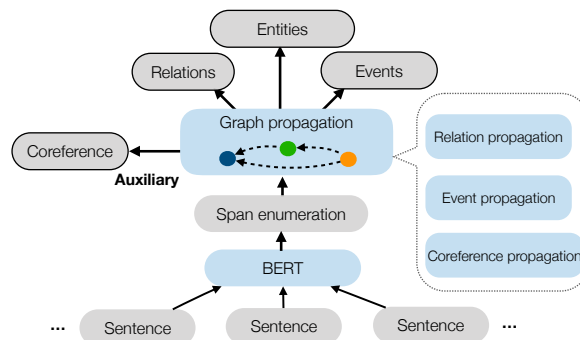 Entities
Relations
Events
Graph propagation
Relation propagation
Coreference
Auxiliary
Event propagation
Span enumeration
Coreference propagation
BERT
... Sentence
Sentence
Sentence ...